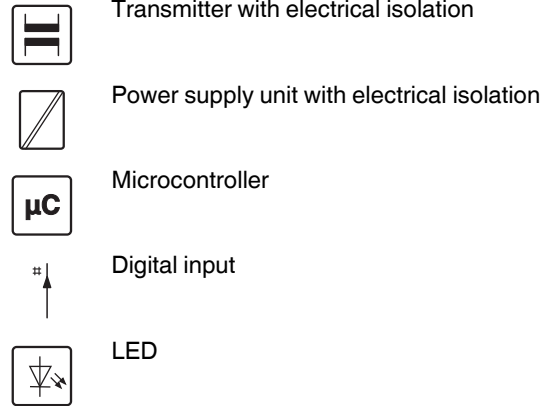 Transmitter with electrical isolation
Power supply unit with electrical isolation
µC
Microcontroller
#
Digital input
LED